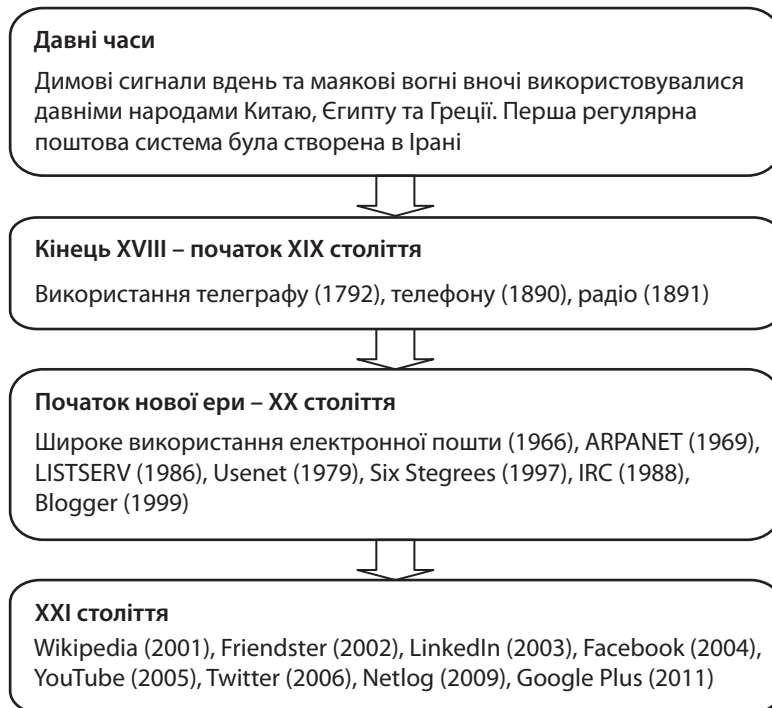 Давні часи
Димові сигнали вдень та маякові вогні вночі використовувалися
давніми народами Китаю, Єгипту та Греції. Перша регулярна
поштова система була створена в Ірані
Кінець XVIII – початок XIX століття
Використання телеграфу (1792), телефону (1890), радіо (1891)
Початок нової ери – XX століття
Широке використання електронної пошти (1966), ARPANET (1969),
LISTSERV (1986), Usenet (1979), Six Stegrees (1997), IRC (1988),
Blogger (1999)
XXI століття
Wikipedia (2001), Friendster (2002), LinkedIn (2003), Facebook (2004),
YouTube (2005), Twitter (2006), Netlog (2009), Google Plus (2011)